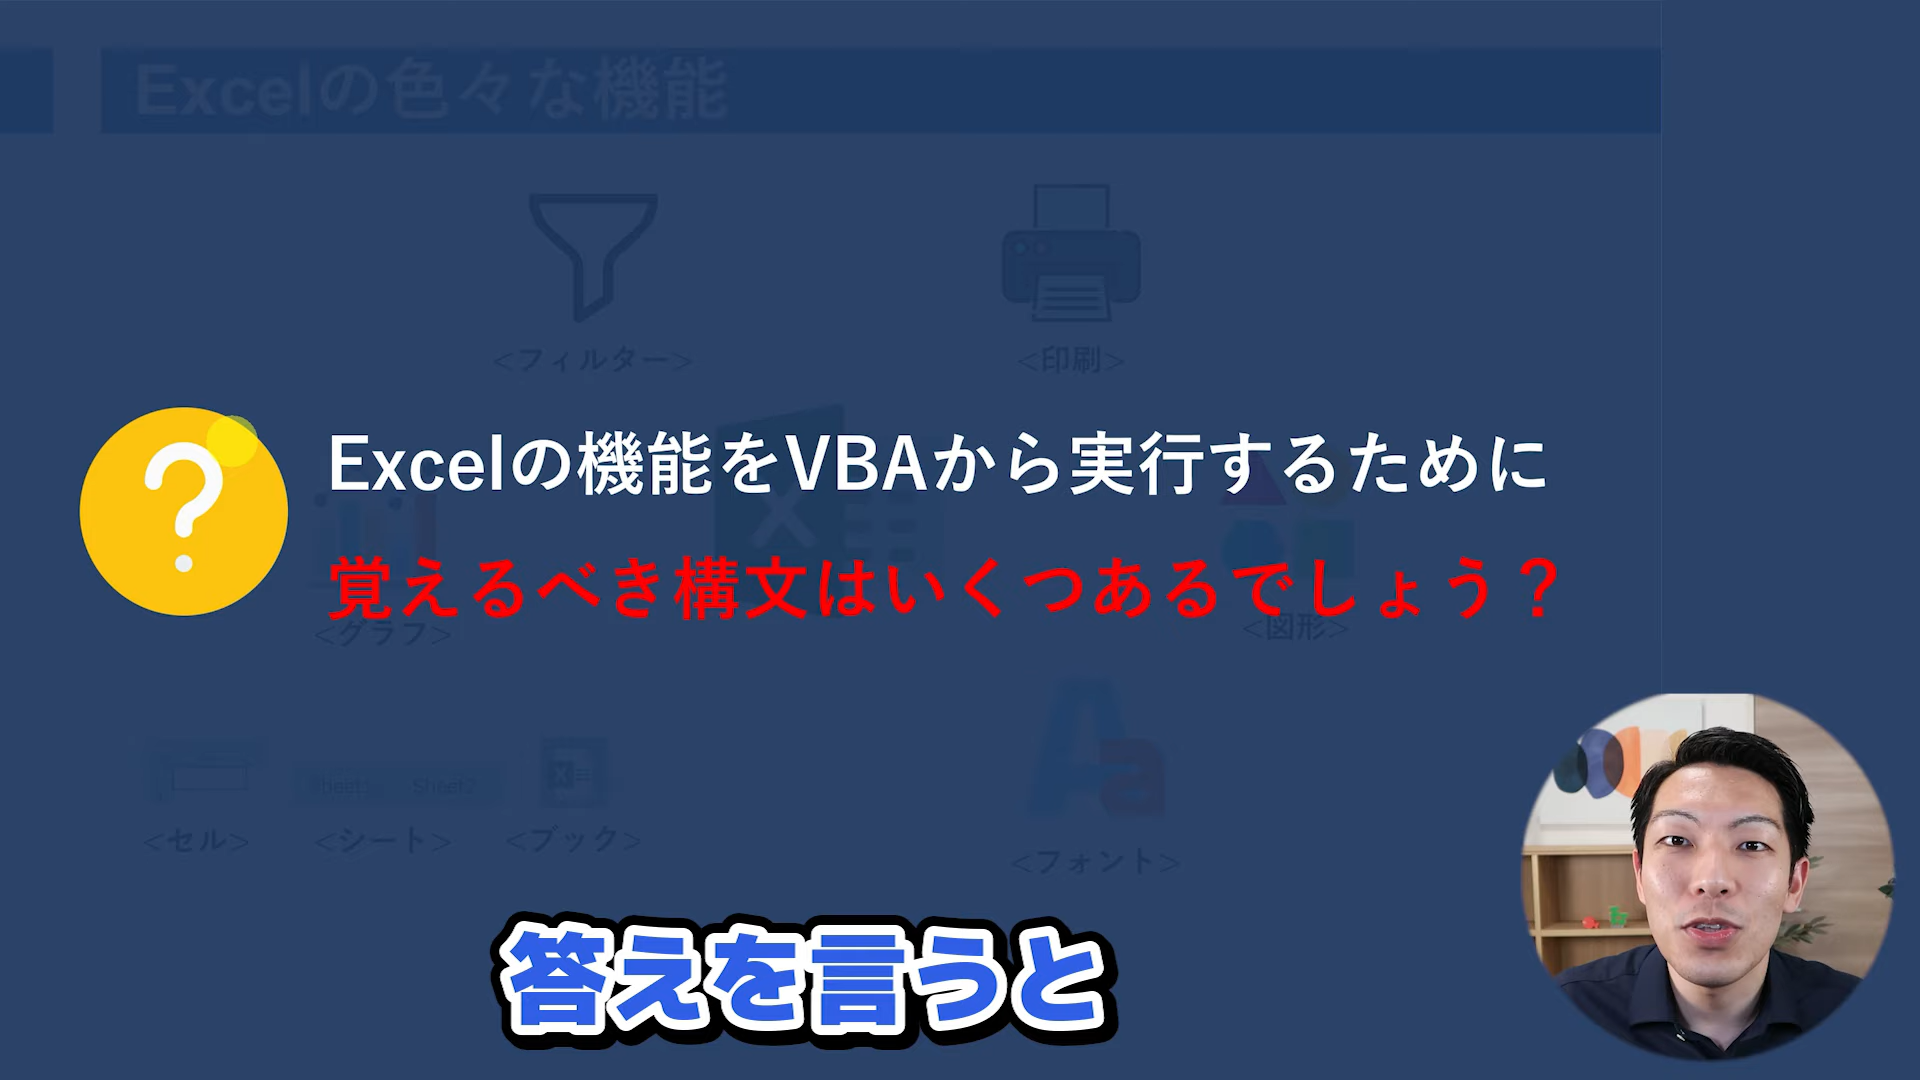 Excelの色々な機能
<フィルター>
<印刷>
Excelの機能をVBAから実行するために
覚えるべき構文はいくつあるでしょう？
<グラフ>
<図形>
Sheet1 Sheet2
<セル>
<シート>
<ブック>
<フォント>
答えを言うと